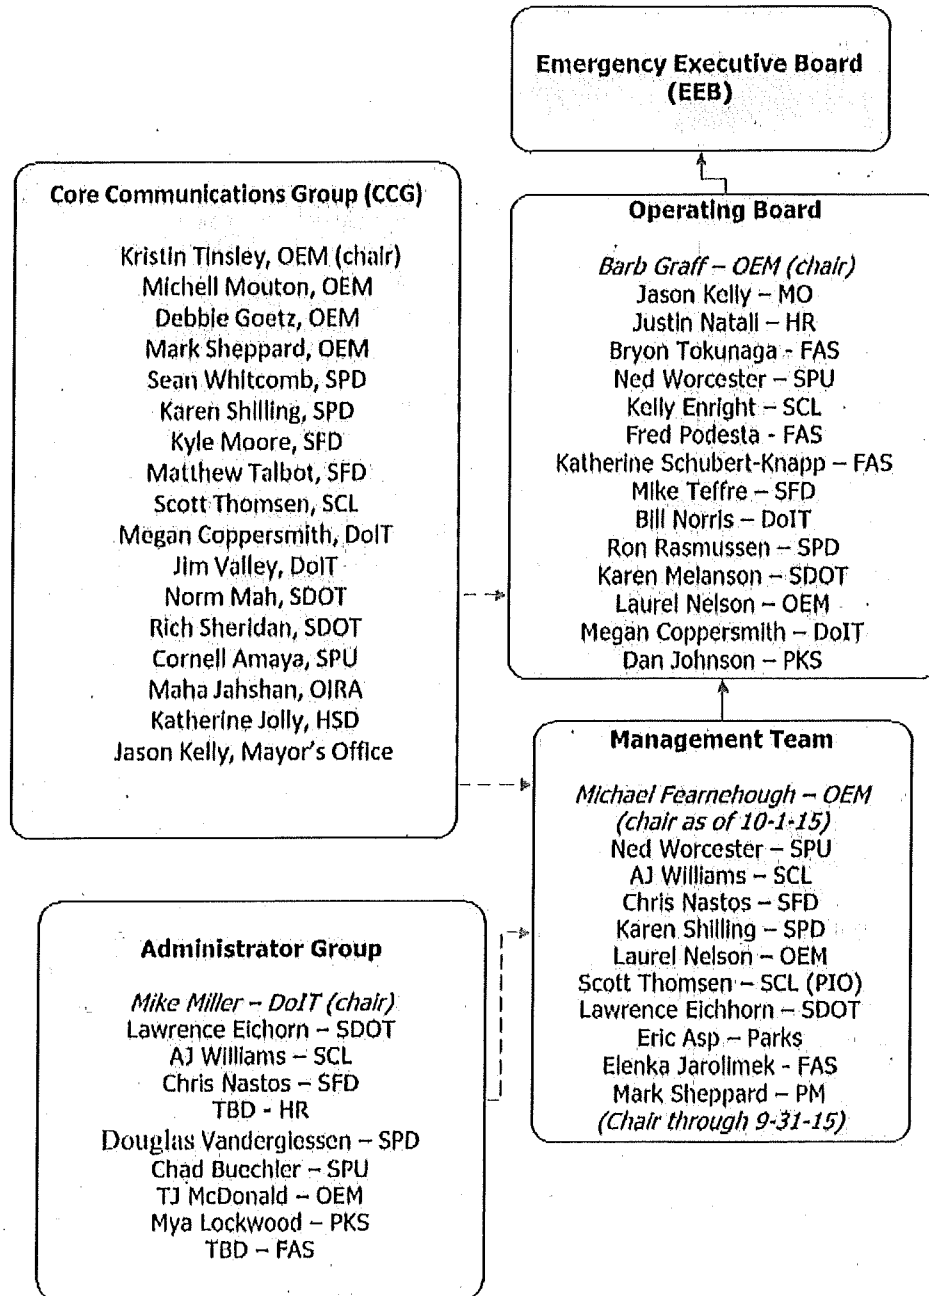 Emergency Executive Board
(EEB)
Core Communications Group (CCG)
Kristin Tinsley, OEM (chair)
Michell Mouton, OEM
Debbie Goetz, OEM
Mark Sheppard, OEM
Sean Whitcomb, SPD
Karen Shilling, SPD
Kyle Moore, SFD
Matthew Talbot, SFD
Scott Thomsen, SCL
Megan Coppersmith, DoIT
Jim Valley, DoIT
Norm Mah, SDOT
Rich Sheridan, SDOT
Cornell Amaya, SPU
Maha Jahshan, OIRA
Katherine Jolly, HSD
Jason Kelly, Mayor's Office
Operating Board
Barb Graff – OEM (chair)
Jason Kelly – MO
Justin Natali – HR
Bryon Tokunaga - FAS
Ned Worcester – SPU
Kelly Enright – SCL
Fred Podesta - FAS
Katherine Schubert-Knapp – FAS
Mike Teffre – SFD
Bill Norris – DoIT
Ron Rasmussen – SPD
Karen Melanson – SDOT
Laurel Nelson – OEM
Megan Coppersmith – DoIT
Dan Johnson – PKS
Management Team
Michael Fearnehough – OEM
(chair as of 10-1-15)
Ned Worcester – SPU
AJ Williams – SCL
Chris Nastos – SFD
Karen Shilling – SPD
Laurel Nelson – OEM
Scott Thomsen – SCL (PIO)
Lawrence Eichhorn – SDOT
Eric Asp – Parks
Elenka Jarolimek - FAS
Mark Sheppard – PM
(Chair through 9-31-15)
Administrator Group
Mike Miller – DoIT (chair)
Lawrence Eichorn – SDOT
AJ Williams – SCL
Chris Nastos – SFD
TBD - HR
Douglas Vandergiessen – SPD
Chad Buechler – SPU
TJ McDonald – OEM
Mya Lockwood – PKS
TBD – FAS